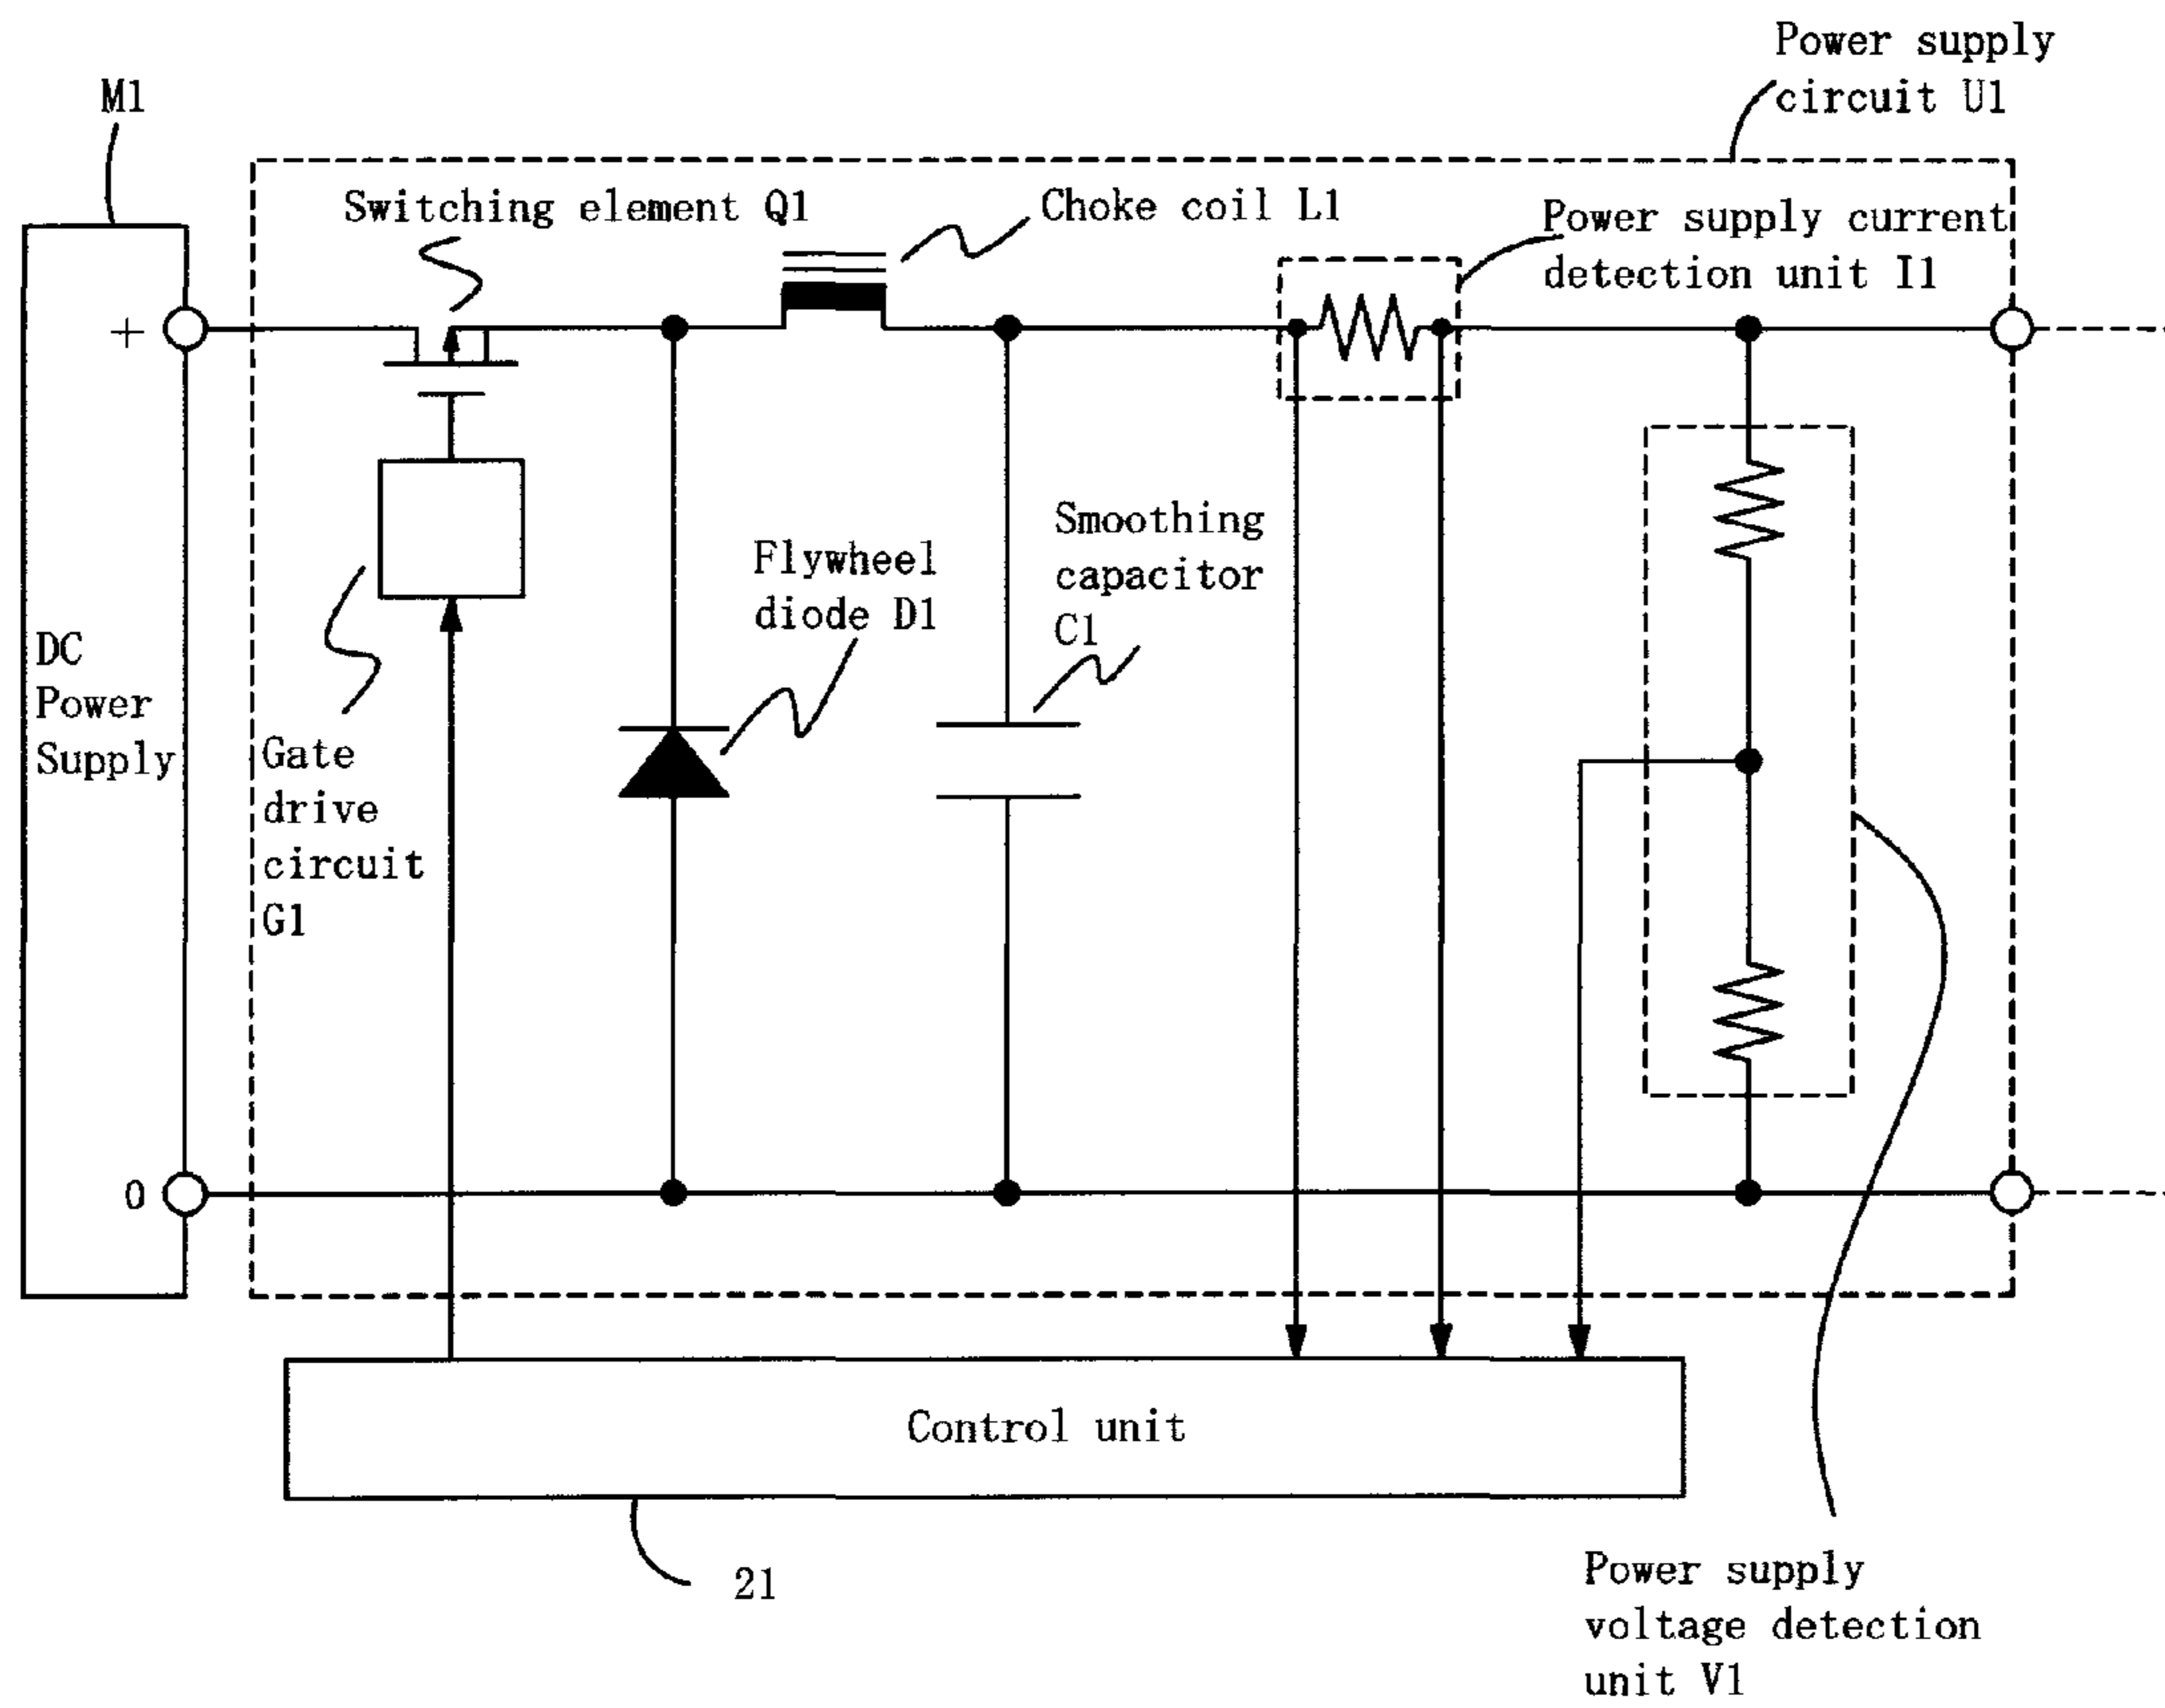 Power supply
circuit U1
M1
Switching element Q1
Choke coil L1
Power supply current
detection unit I1
+
Smoothing
capacitor
C1
Flywheel
diode D1
DC
Power
Supply
Gate
drive
circuit
G1
0
Control unit
21
Power supply
voltage detection
unit V1